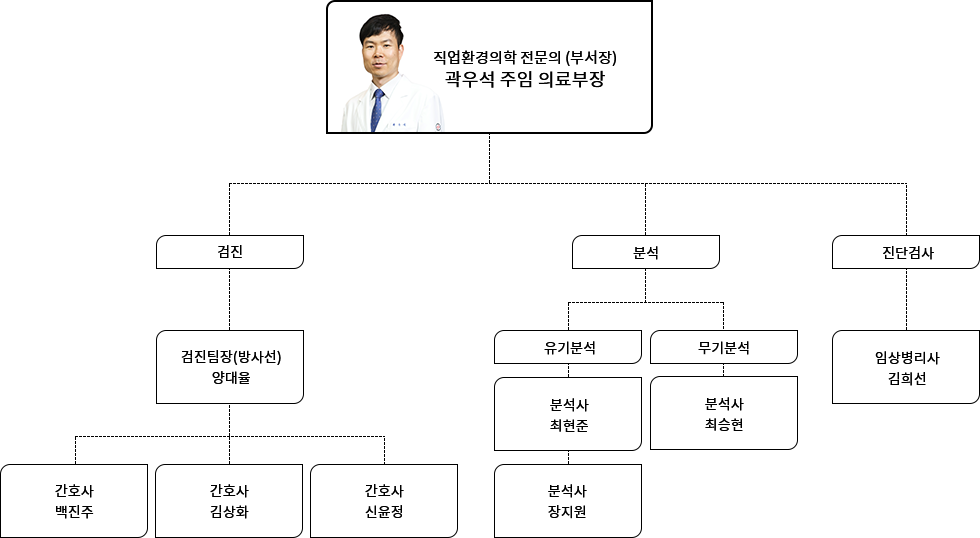 직업환경의학 전문의 (부서장)
곽우석 주임 의료부장
검진
분석
진단검사
검진팀장(방사선)
양대율
유기분석
무기분석
임상병리사
김희선
분석사
최현준
분석사
최승현
간호사
백진주
간호사
김상화
간호사
신윤정
분석사
장지원